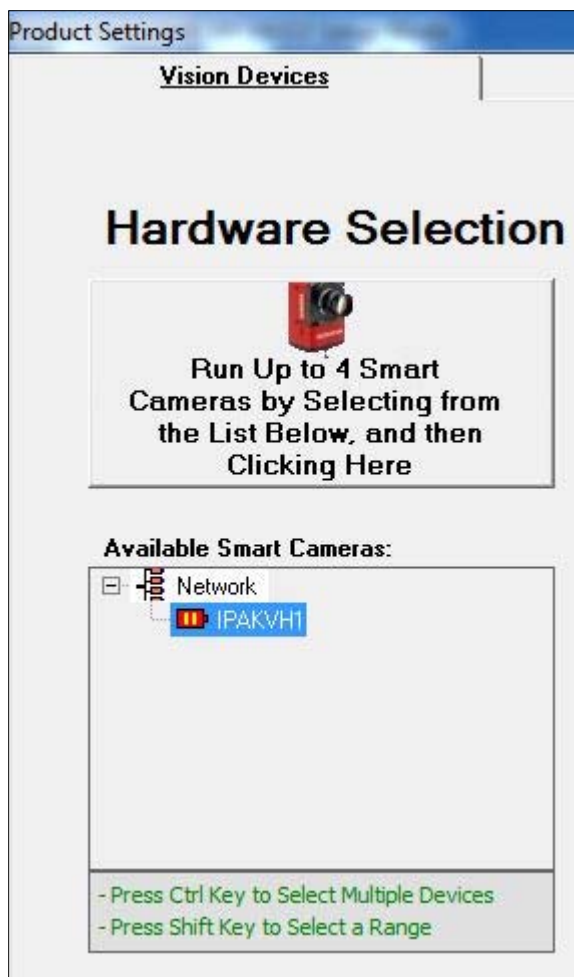 Product Settings
Vision Devices
Hardware Selection
Run Up to 4 Smart
Cameras by Selecting from
the List Below, and then
Clicking Here
Available Smart Cameras:
Network
IPAKVH1
- Press Ctrl Key to Select Multiple Devices
- Press Shift Key to Select a Range